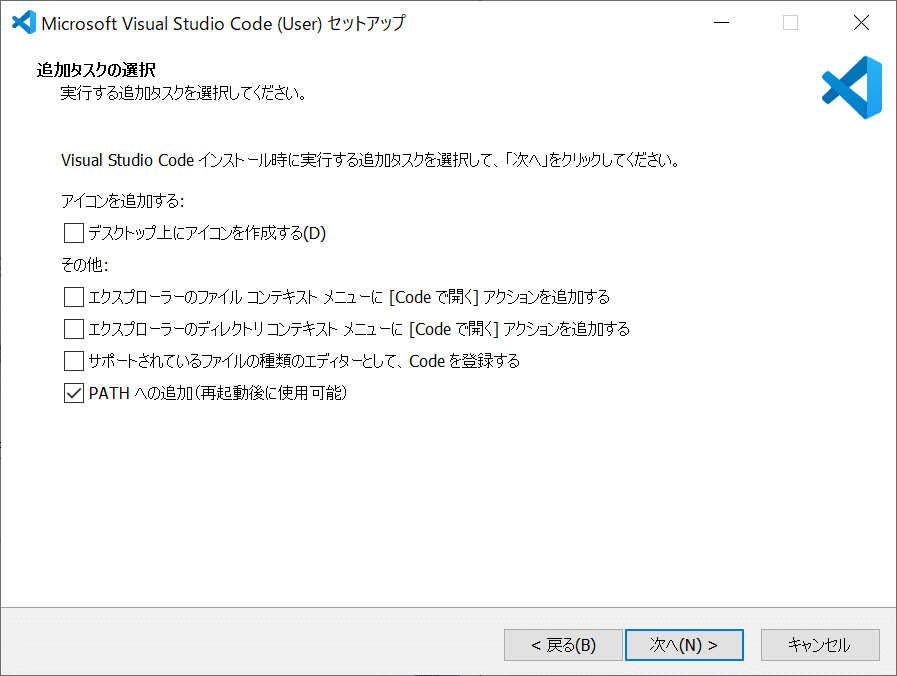 Microsoft Visual Studio Code (User) セットアップ
追加タスクの選択
実行する追加タスクを選択してください。
Visual Studio Code インストール時に実行する追加タスクを選択して、「次へ」をクリックしてください。
アイコンを追加する:
デスクトップ上にアイコンを作成する(D)
その他:
エクスプローラーのファイル コンテキスト メニューに [Code で開く] アクションを追加する
エクスプローラーのディレクトリ コンテキスト メニューに [Code で開く] アクションを追加する
サポートされているファイルの種類のエディターとして、Code を登録する
PATH への追加（再起動後に使用可能）
< 戻る(B) 次へ(N) > キャンセル